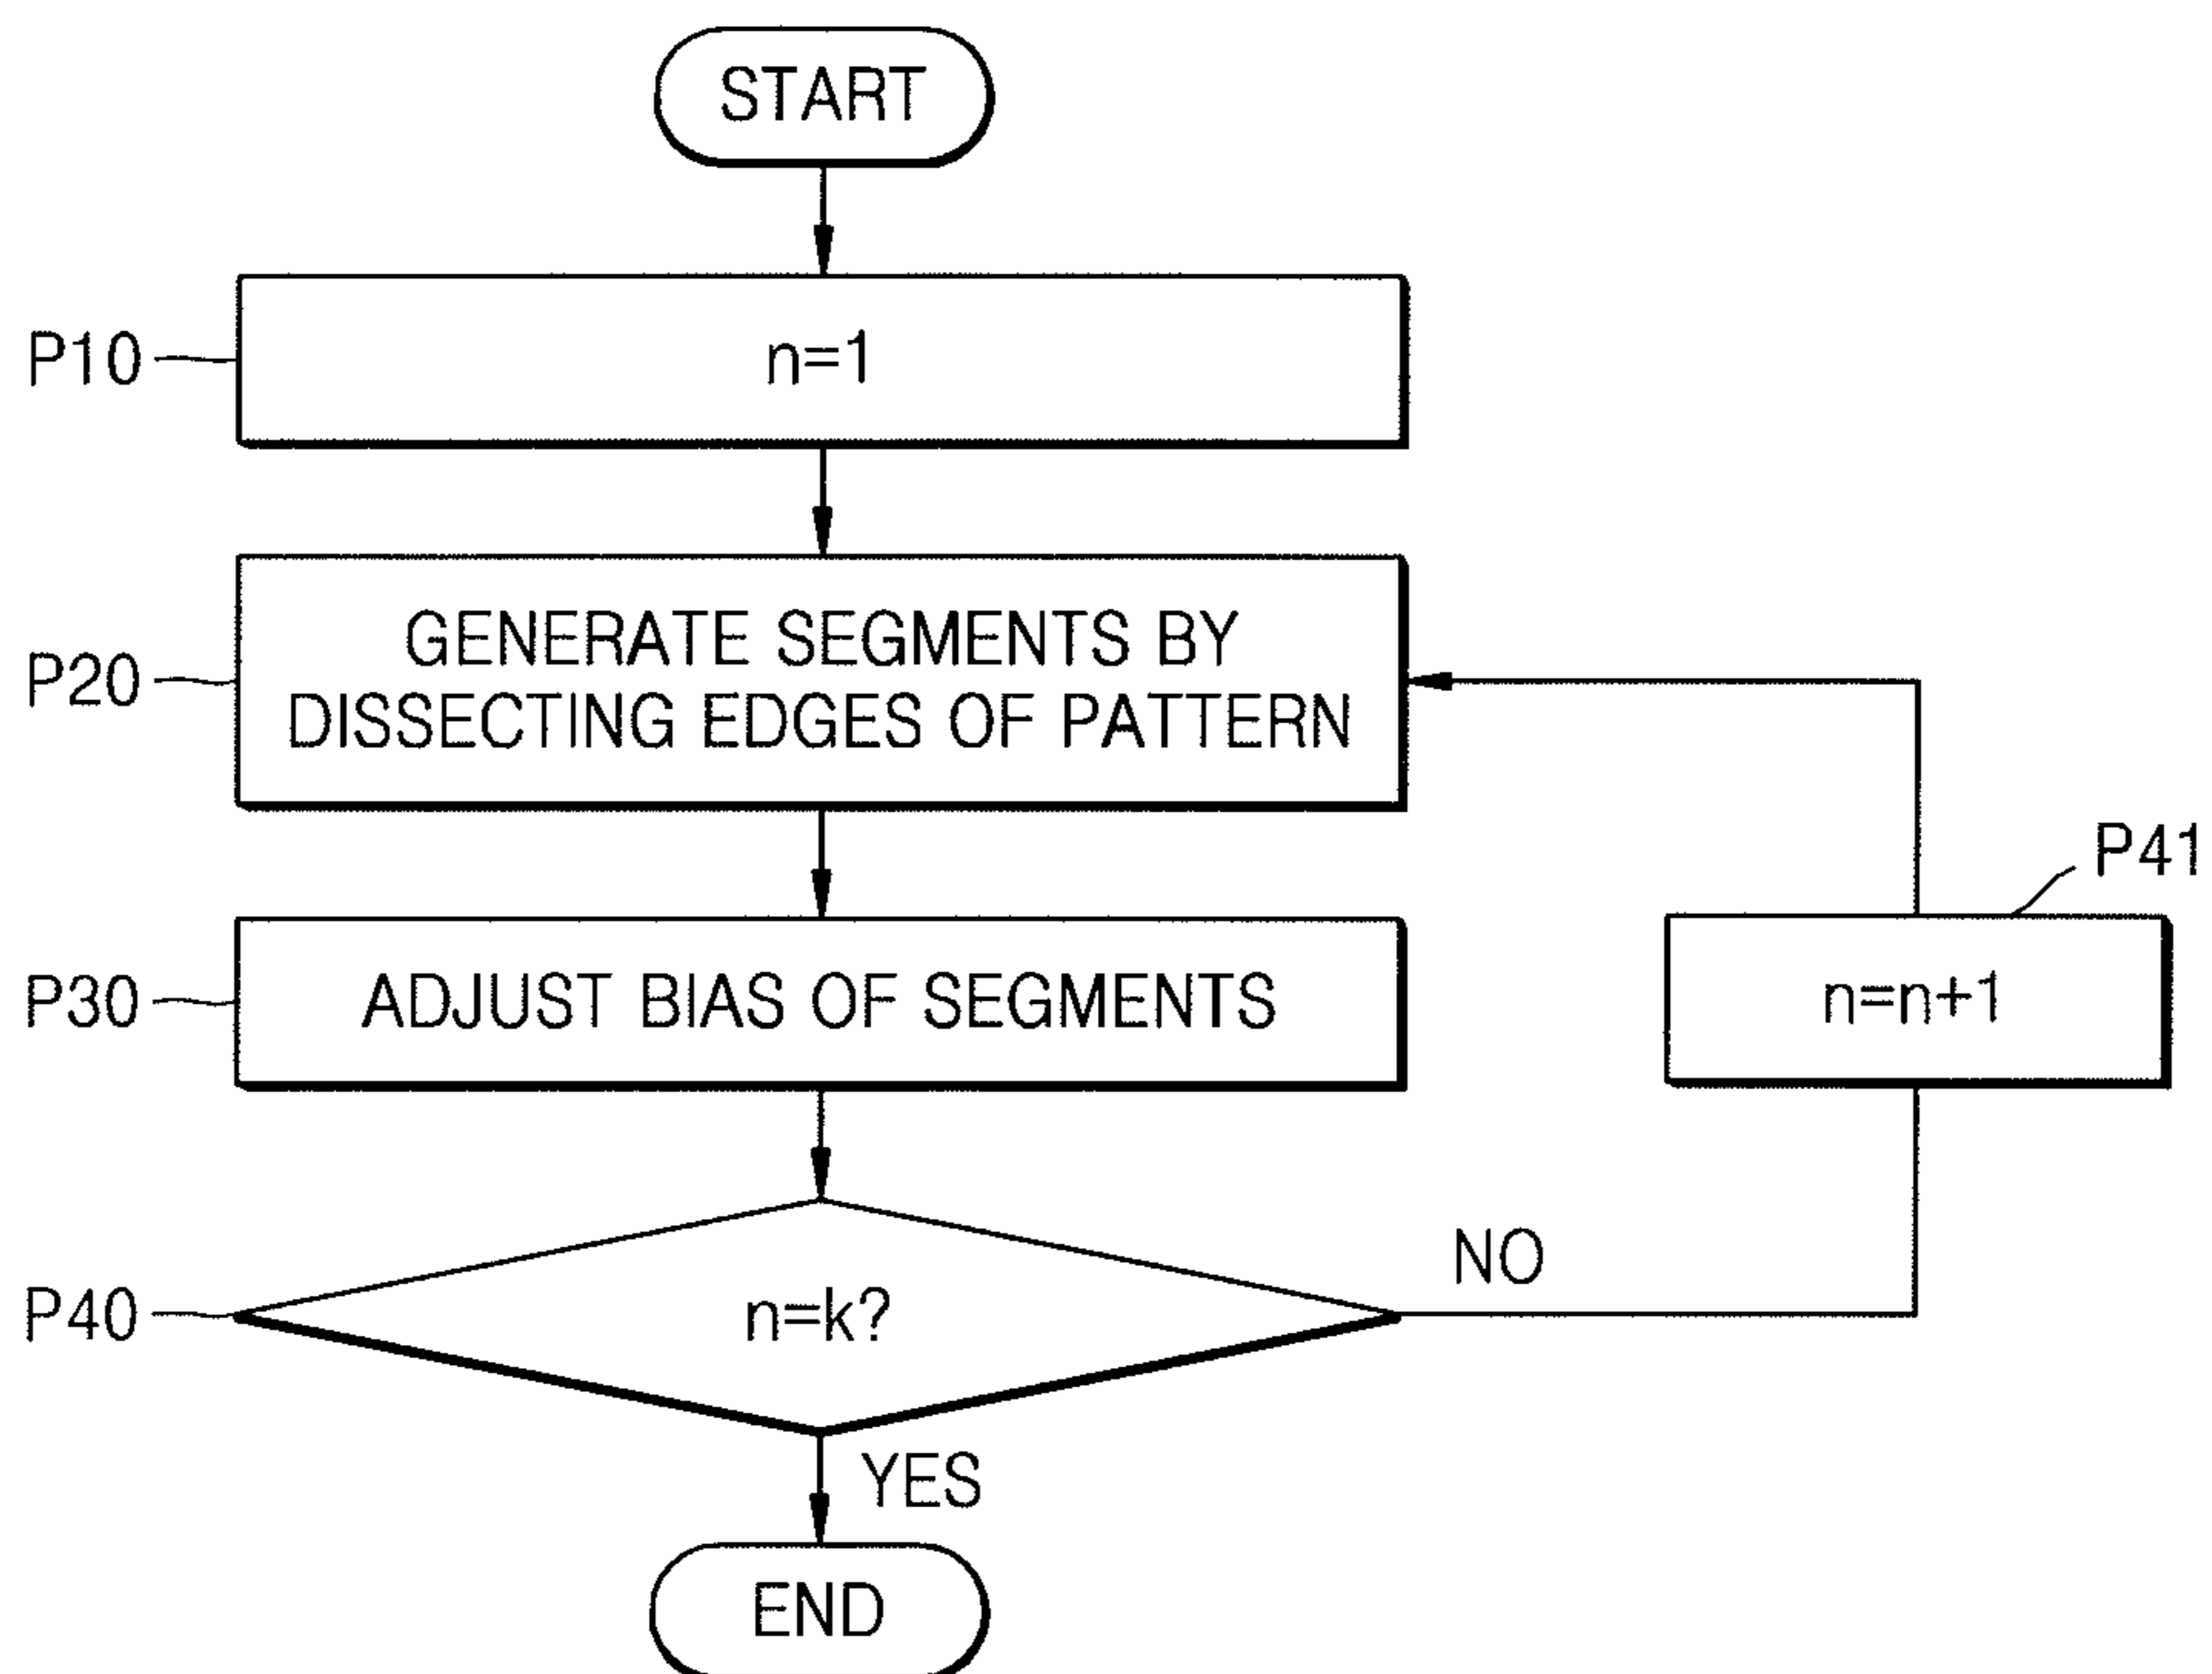 START
P10
n=1
P20
GENERATE SEGMENTS BY
DISSECTING EDGES OF PATTERN
P41
P30
ADJUST BIAS OF SEGMENTS
n=n+1
NO
P40
n=k?
YES
END